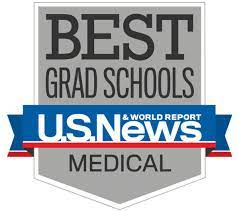 BEST
GRAD SCHOOLS
& WORLD REPORT
U.S.News
MEDICAL